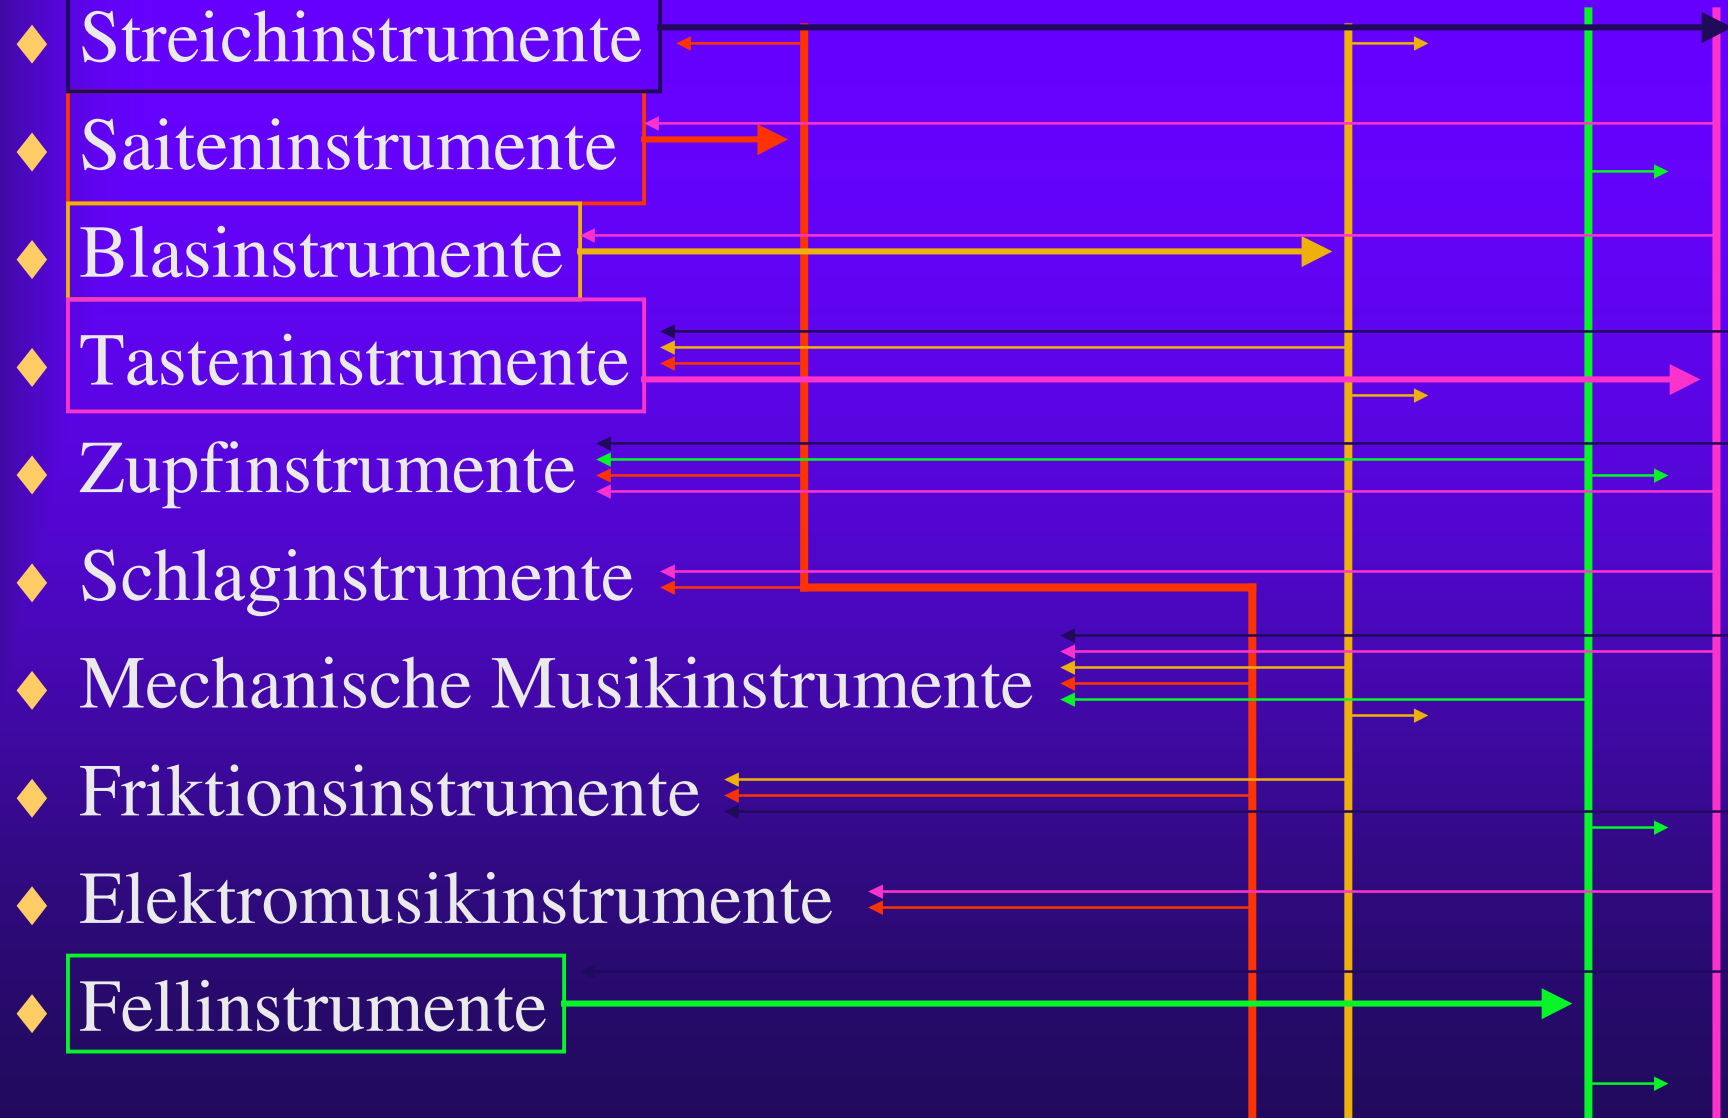 Streichinstrumente
Saiteninstrumente
Blasinstrumente
Tasteninstrumente
Zupfinstrumente
Schlaginstrumente
Mechanische Musikinstrumente
Friktionsinstrumente
Elektromusikinstrumente
Fellinstrumente